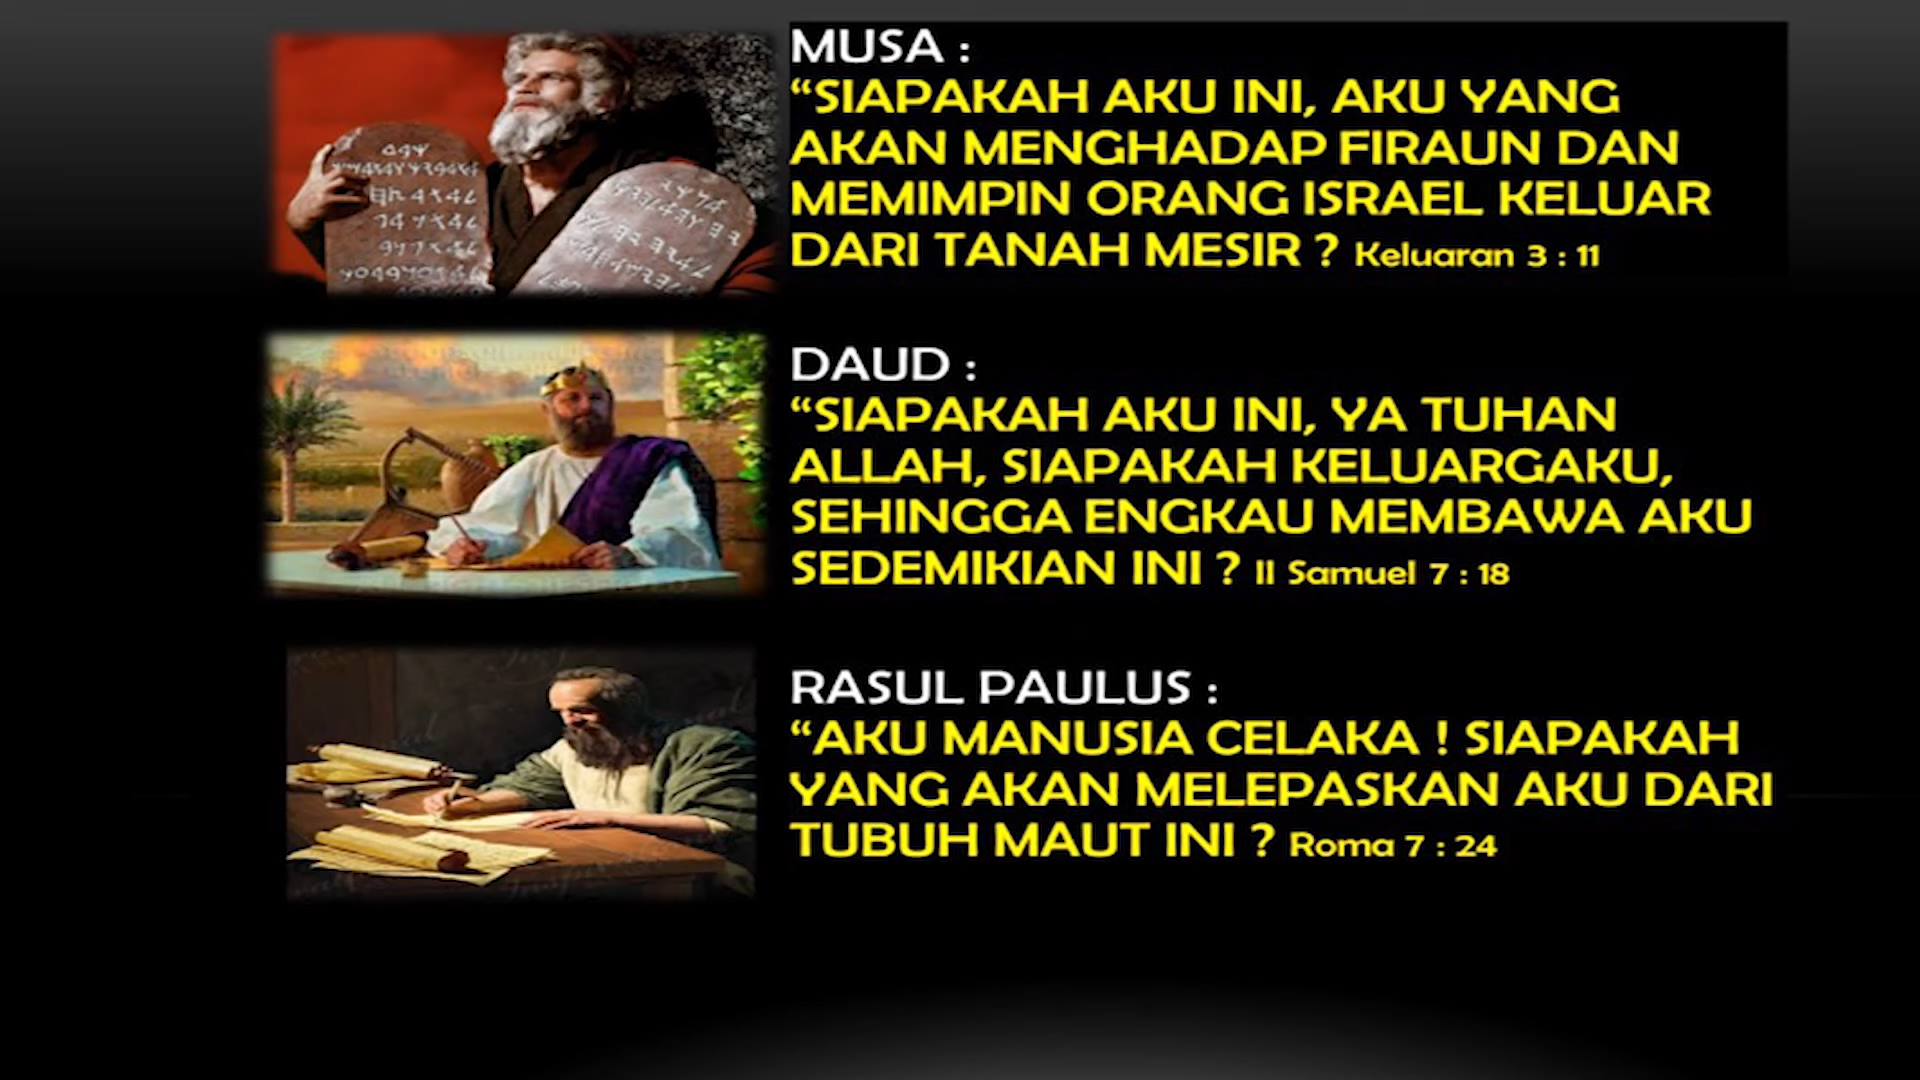 MUSA :
“SIAPAKAH AKU INI, AKU YANG
AKAN MENGHADAP FIRAUN DAN
MEMIMPIN ORANG ISRAEL KELUAR
DARI TANAH MESIR ? Keluaran 3 : 11
DAUD :
“SIAPAKAH AKU INI, YA TUHAN
ALLAH, SIAPAKAH KELUARGAKU,
SEHINGGA ENGKAU MEMBAWA AKU
SEDEMIKIAN INI ? II Samuel 7 : 18
RASUL PAULUS :
“AKU MANUSIA CELAKA ! SIAPAKAH
YANG AKAN MELEPASKAN AKU DARI
TUBUH MAUT INI ? Roma 7 : 24